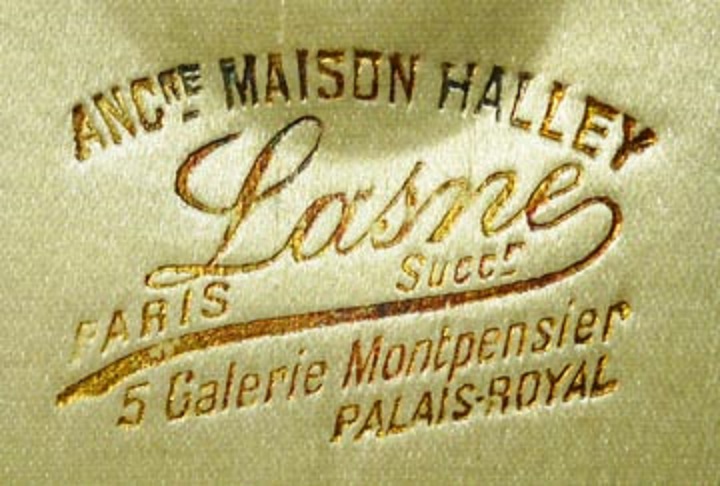 ANCNE MAISON HALLEY
Lasne
Succr
PARIS
5 Galerie Montpensier
PALAIS-ROYAL